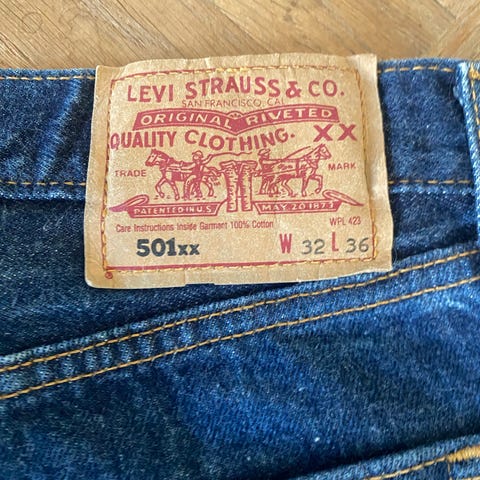 LEVI STRAUSS & CO.
SAN FRANCISCO, CAL.
ORIGINAL RIVETED
QUALITY CLOTHING. XX
TRADE MARK
PATENTED IN U.S. MAY 20 1873
Care Instructions Inside Garment 100% Cotton WPL 423
501xx W 32 L 36